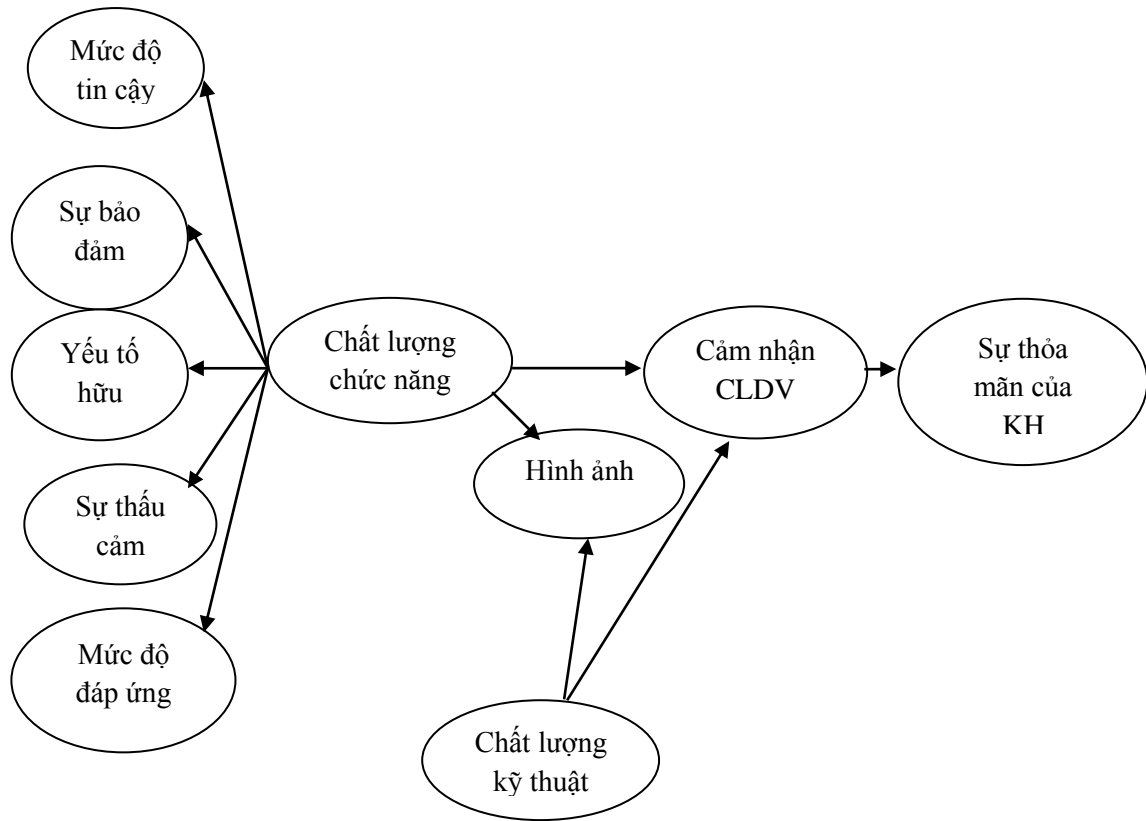 Mức độ
tin cậy
Sự bảo
đảm
Yếu tố
hữu
Sự thấu
cảm
Mức độ
đáp ứng
Chất lượng
chức năng
Hình ảnh
Chất lượng
kỹ thuật
Cảm nhận
CLDV
Sự thỏa
mãn của
KH